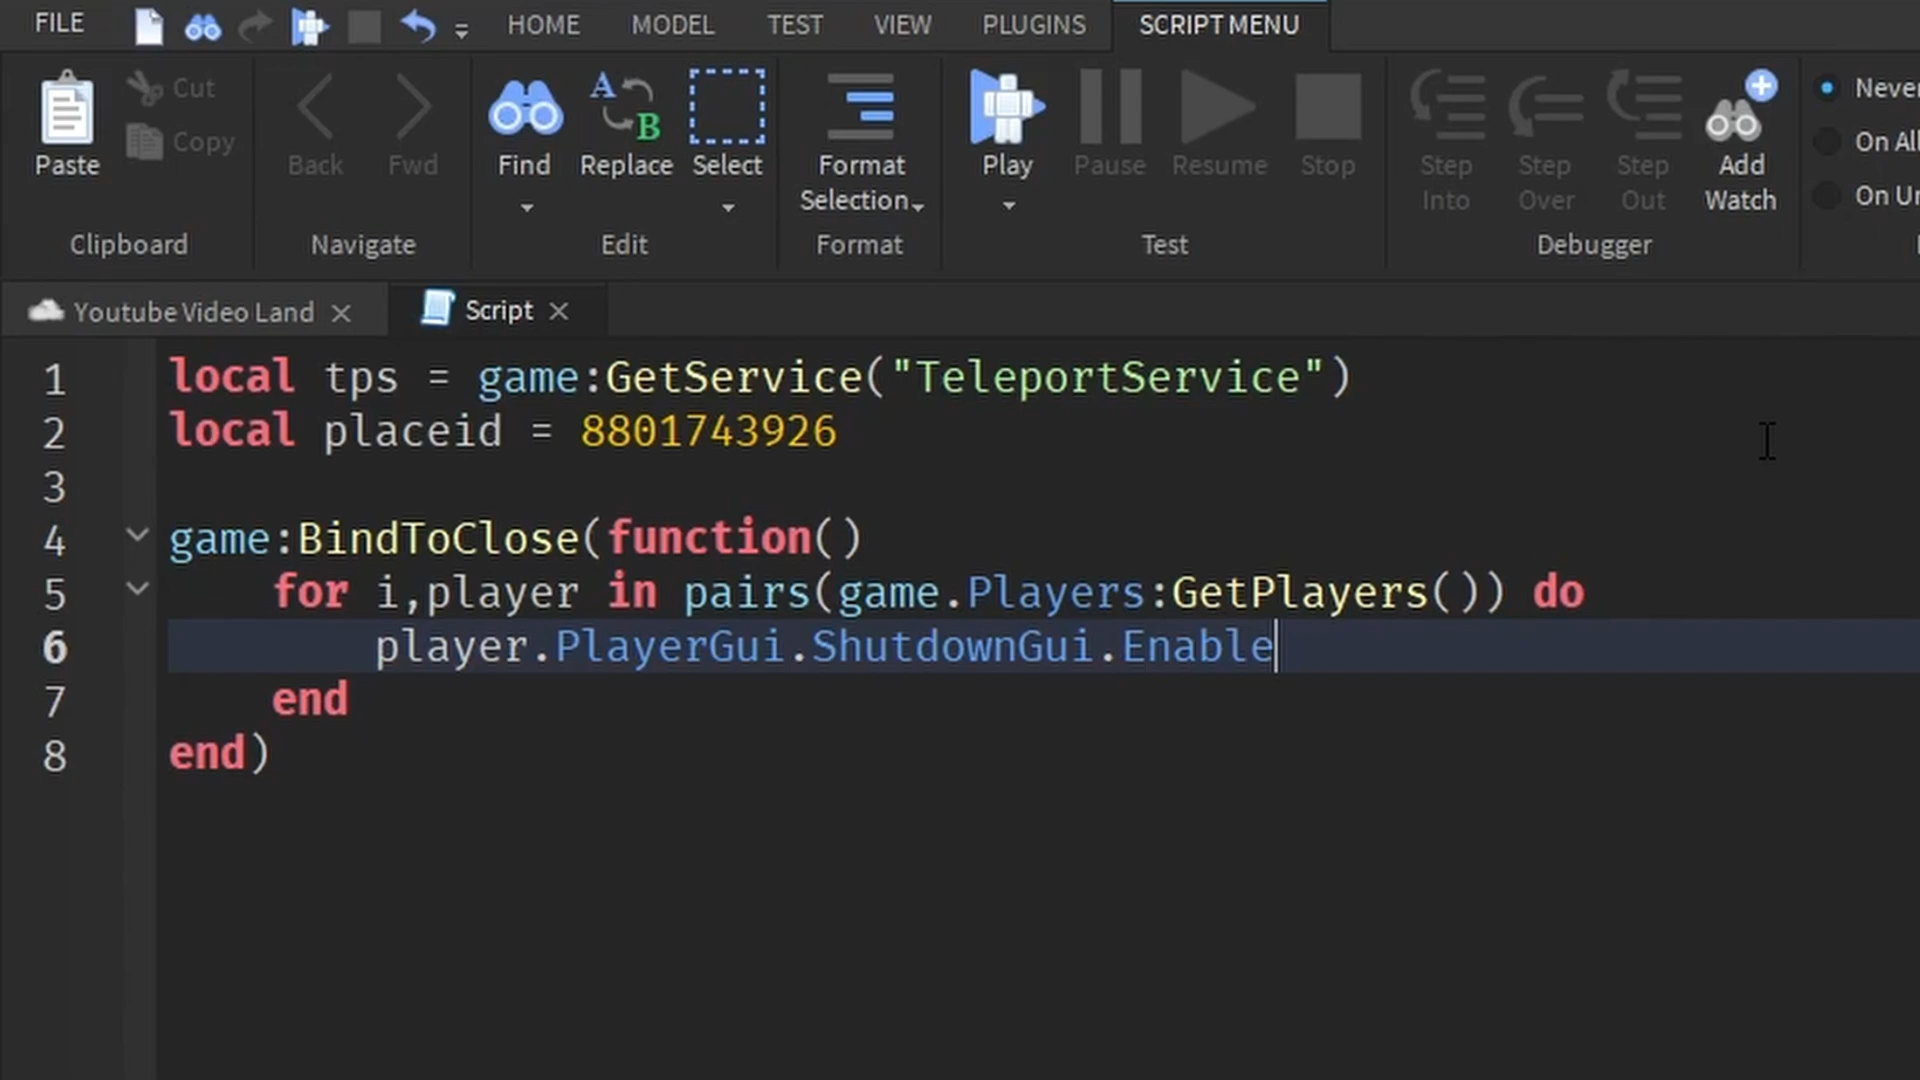 FILE HOME MODEL TEST VIEW PLUGINS SCRIPT MENU
Paste Cut Copy Back Fwd Find Replace Select Format Selection Play Pause Resume Stop Step Into Step Over Step Out Add Watch Never
On All
Clipboard Navigate Edit Format Test Debugger
Youtube Video Land Script
1 local tps = game:GetService("TeleportService")
2 local placeid = 8801743926
3
4 game:BindToClose(function()
5 for i,player in pairs(game.Players:GetPlayers()) do
6 player.PlayerGui.ShutdownGui.Enable
7 end
8 end)